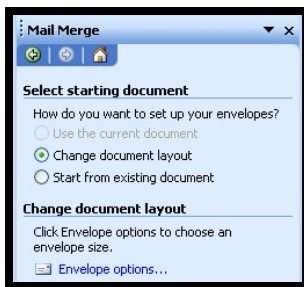 Mail Merge
Select starting document
How do you want to set up your envelopes?
Use the current document
Change document layout
Start from existing document
Change document layout
Click Envelope options to choose an
envelope size.
Envelope options...